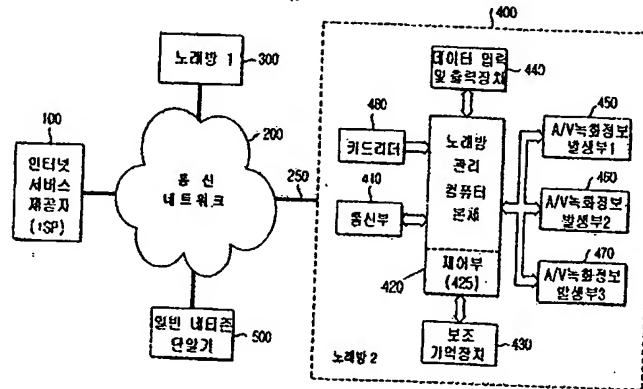 400
노래방 1
300
데이터 입력
및 출력장치
440
100
인터넷
서비스
제공자
(ISP)
200
통 신
네트워크
250
480
카드리더
410
통신부
노래방
관리
컴퓨터
본체
제어부
(425)
420
450
A/V녹화정보
발생부1
460
A/V녹화정보
발생부2
470
A/V녹화정보
발생부3
일반 네티즌
단말기
500
노래방 2
보조
기억장치
430